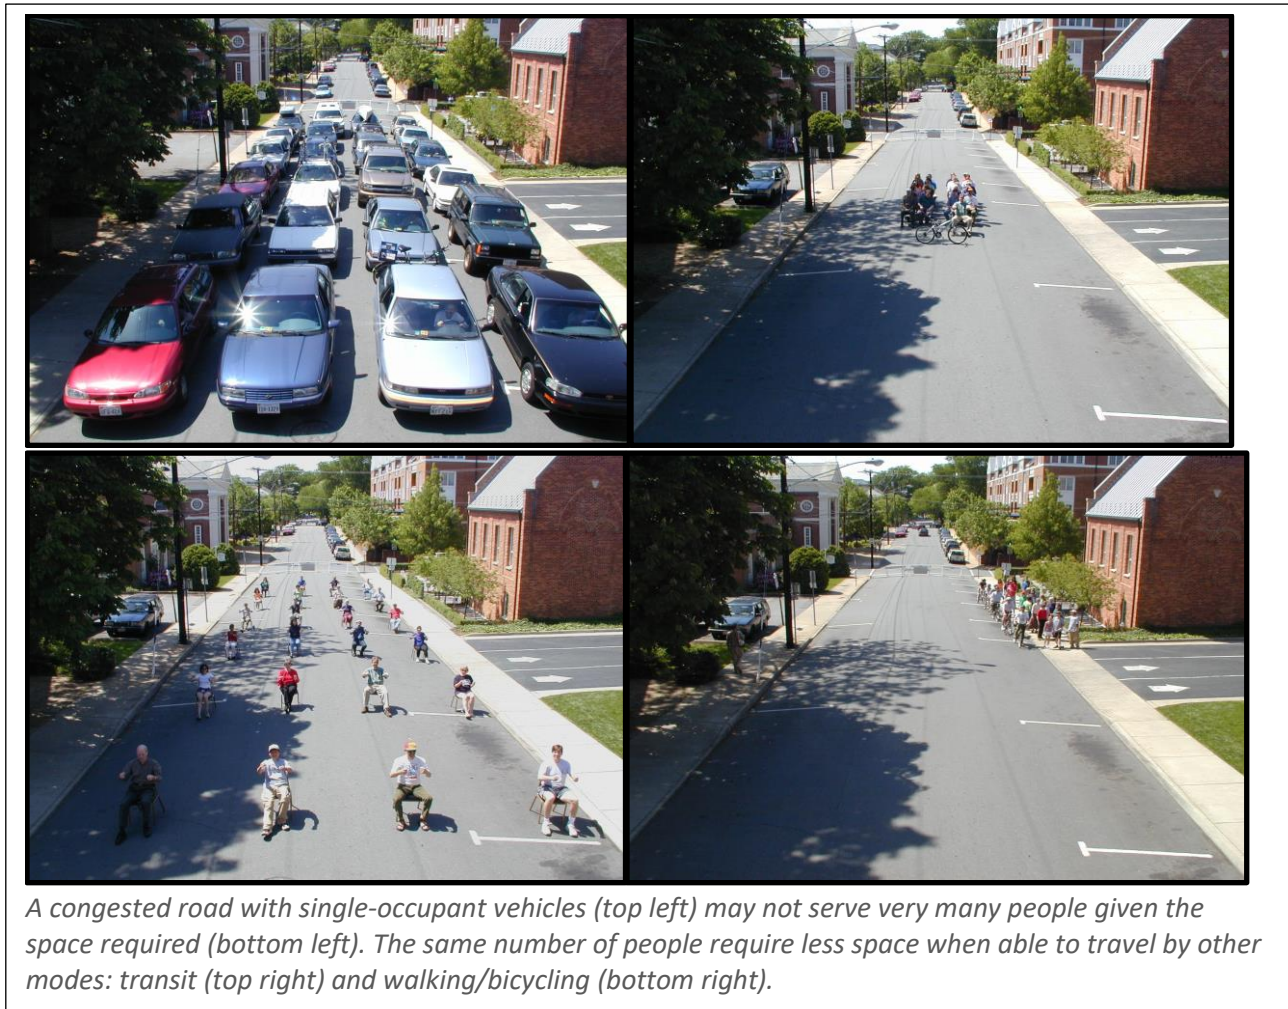 A congested road with single-occupant vehicles (top left) may not serve very many people given the
space required (bottom left). The same number of people require less space when able to travel by other
modes: transit (top right) and walking/bicycling (bottom right).